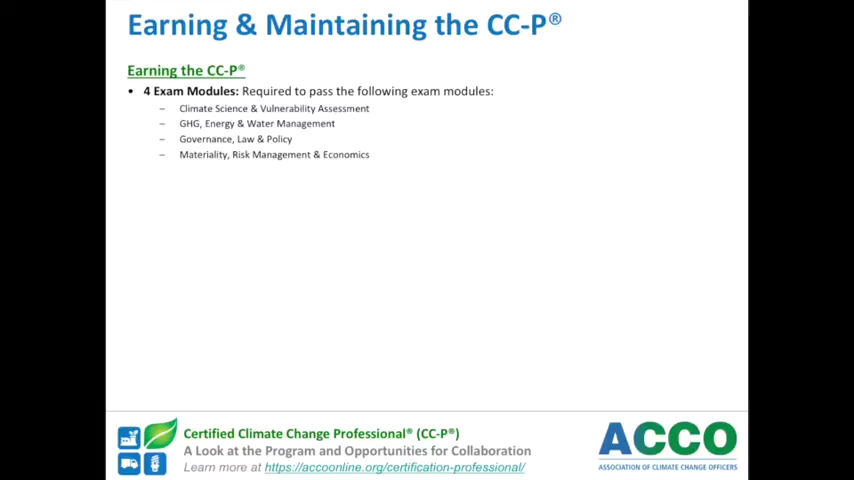 Earning & Maintaining the CC-P®
Earning the CC-P®
• 4 Exam Modules: Required to pass the following exam modules:
– Climate Science & Vulnerability Assessment
– GHG, Energy & Water Management
– Governance, Law & Policy
– Materiality, Risk Management & Economics
Certified Climate Change Professional® (CC-P®)
A Look at the Program and Opportunities for Collaboration
Learn more at https://accoonline.org/certification-professional/
ACCO
ASSOCIATION OF CLIMATE CHANGE OFFICERS